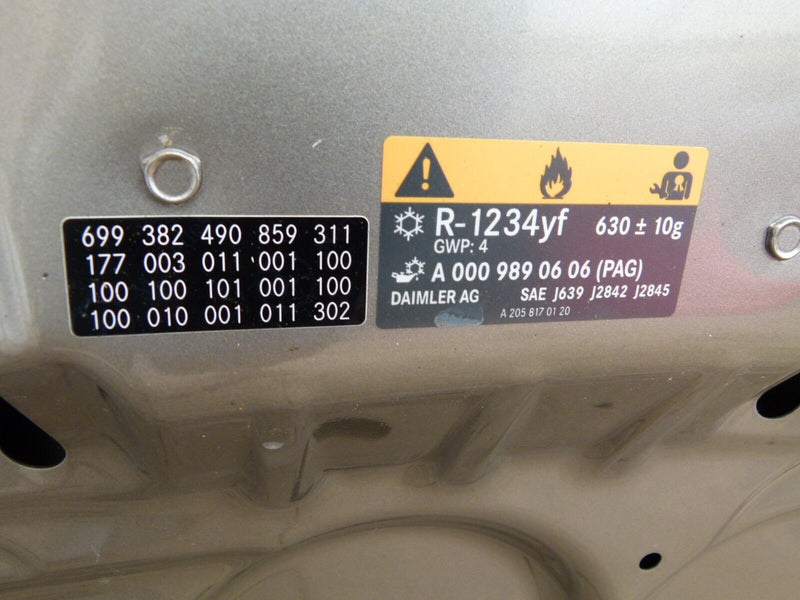 699 382 490 859 311
177 003 011 001 100
100 100 101 001 100
100 010 001 011 302
R-1234yf 630 ± 10g
GWP: 4
A 000 989 06 06 (PAG)
DAIMLER AG SAE J639 J2842 J2845
A 205 817 01 20